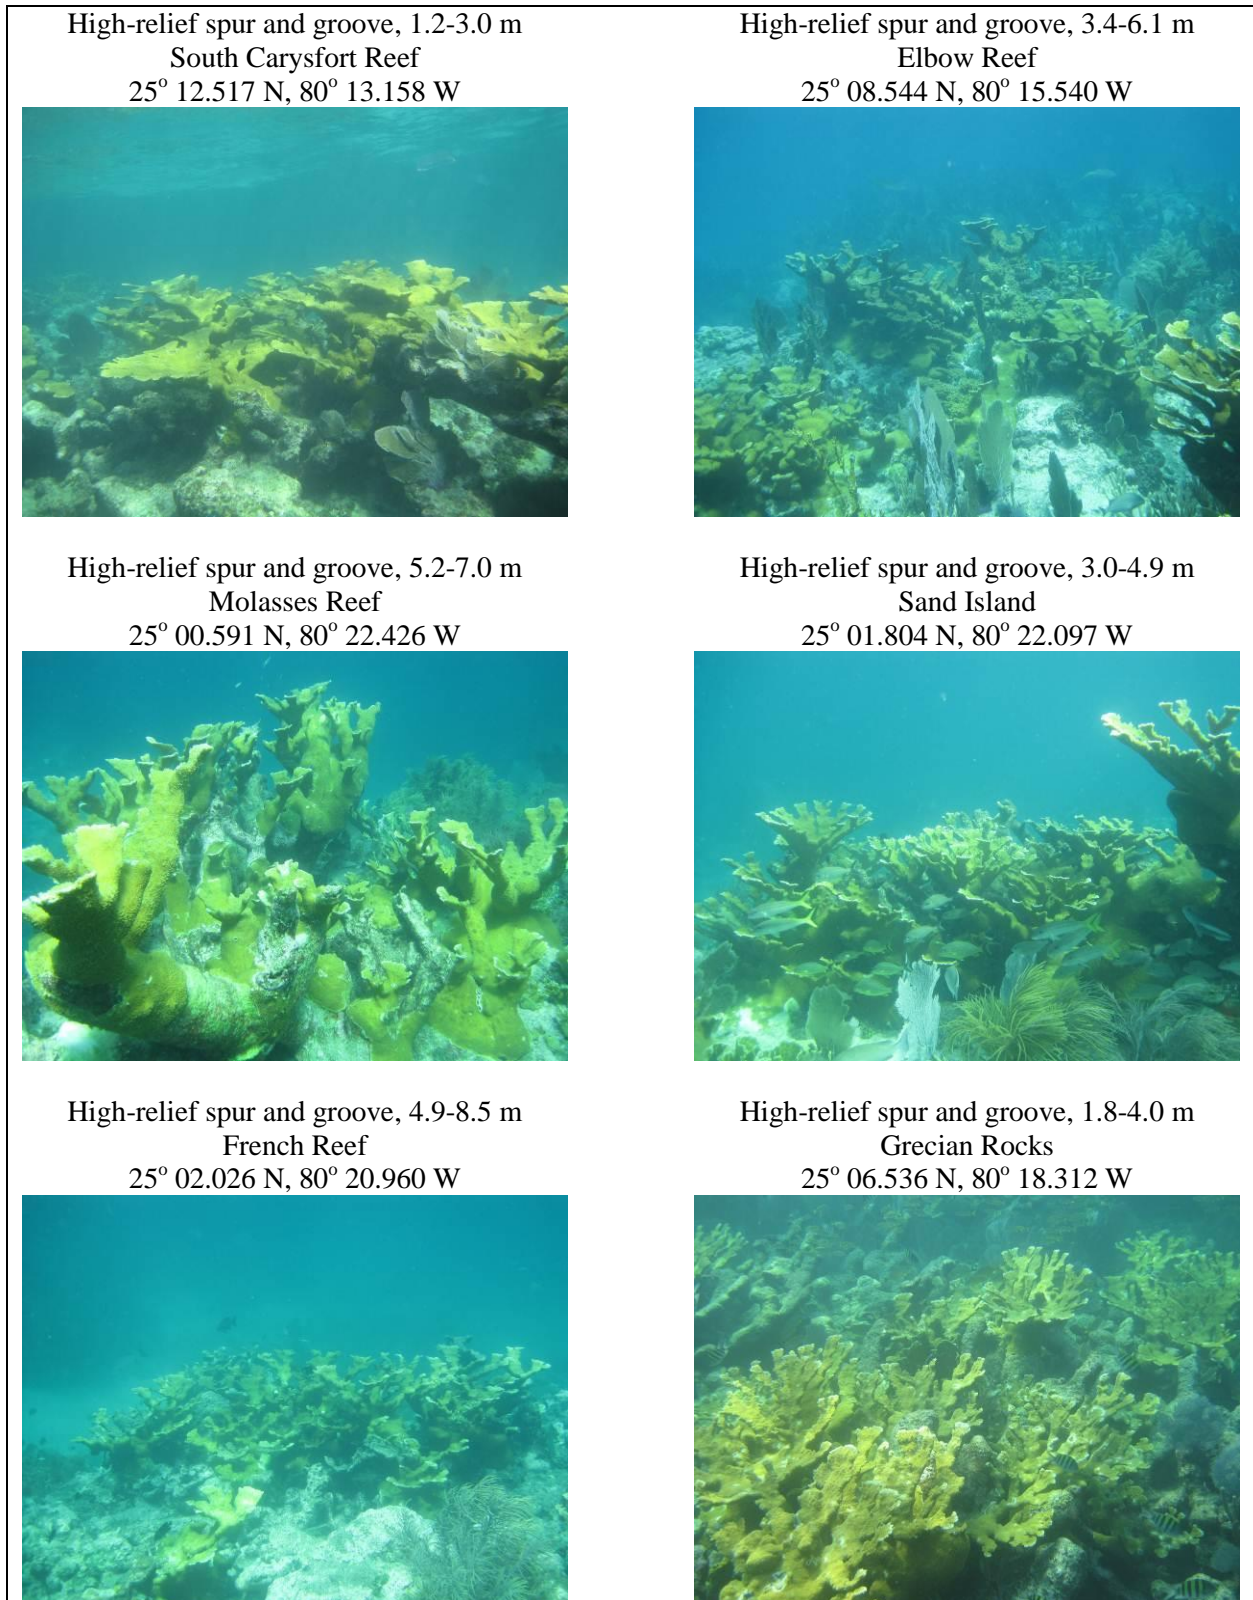 High-relief spur and groove, 1.2-3.0 m
South Carysfort Reef
25° 12.517 N, 80° 13.158 W
High-relief spur and groove, 3.4-6.1 m
Elbow Reef
25° 08.544 N, 80° 15.540 W
High-relief spur and groove, 5.2-7.0 m
Molasses Reef
25° 00.591 N, 80° 22.426 W
High-relief spur and groove, 3.0-4.9 m
Sand Island
25° 01.804 N, 80° 22.097 W
High-relief spur and groove, 4.9-8.5 m
French Reef
25° 02.026 N, 80° 20.960 W
High-relief spur and groove, 1.8-4.0 m
Grecian Rocks
25° 06.536 N, 80° 18.312 W